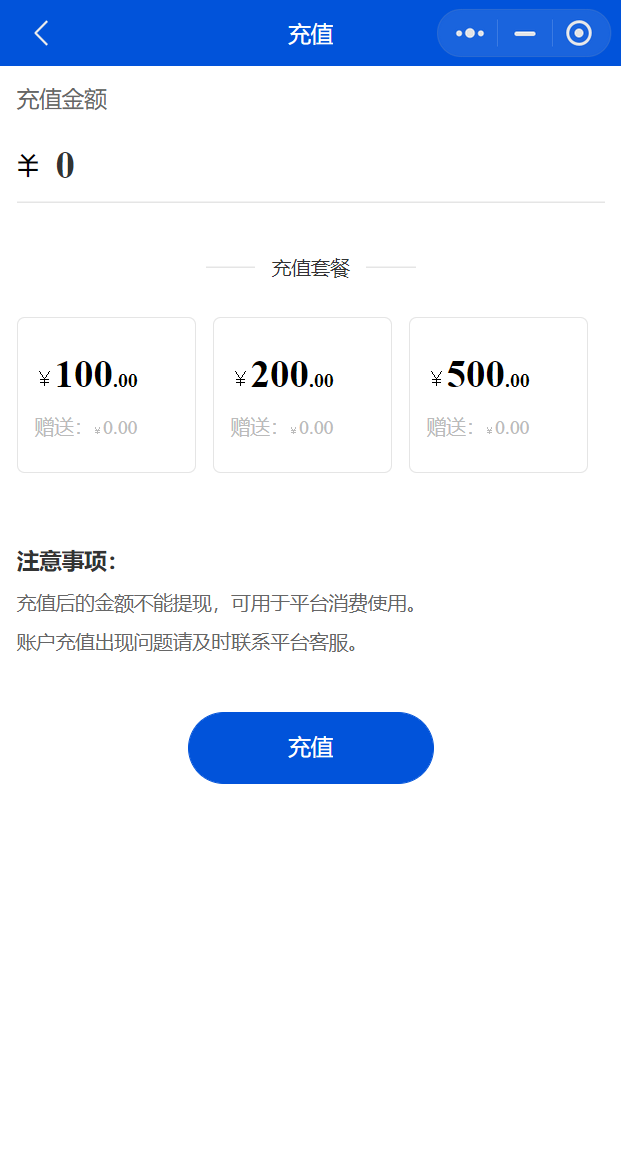 充值
充值金额
¥ 0
充值套餐
¥100.00 ¥200.00 ¥500.00
赠送：¥0.00 赠送：¥0.00 赠送：¥0.00
注意事项：
充值后的金额不能提现，可用于平台消费使用。
账户充值出现问题请及时联系平台客服。
充值